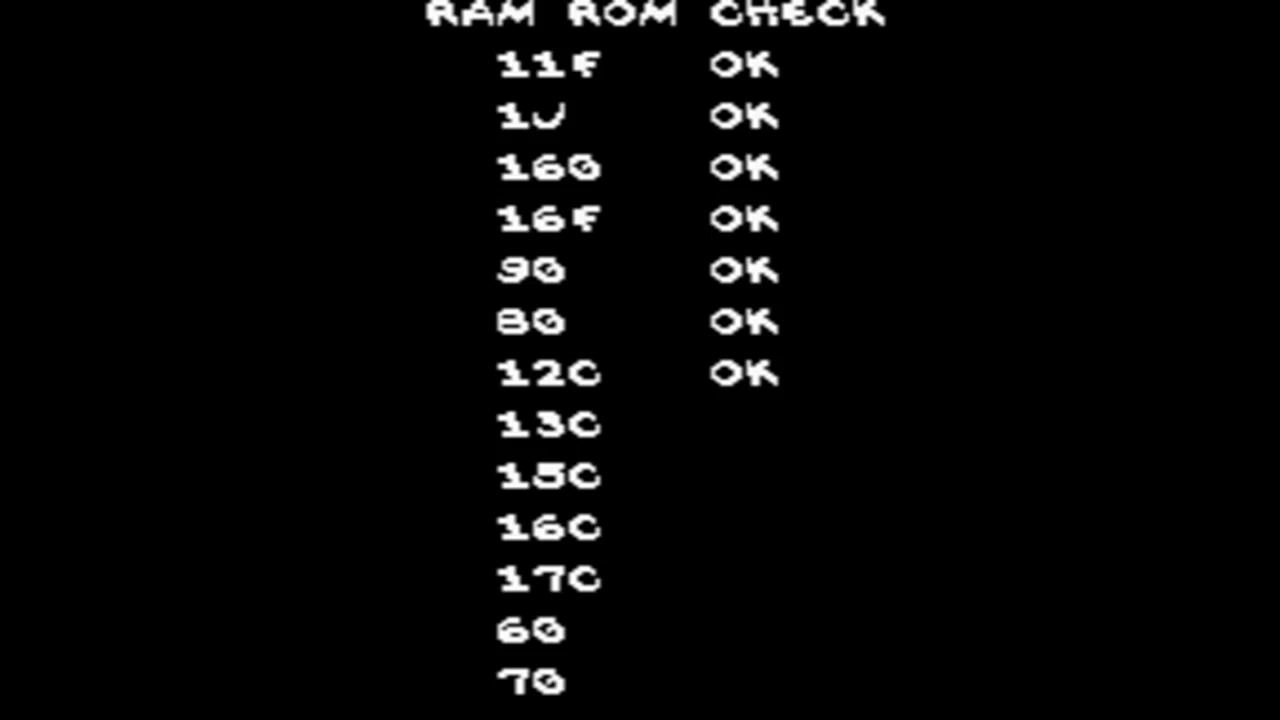 RAM ROM CHECK
11F OK
1J OK
16G OK
16F OK
9G OK
8G OK
12C OK
13C
15C
16C
17C
6G
7G